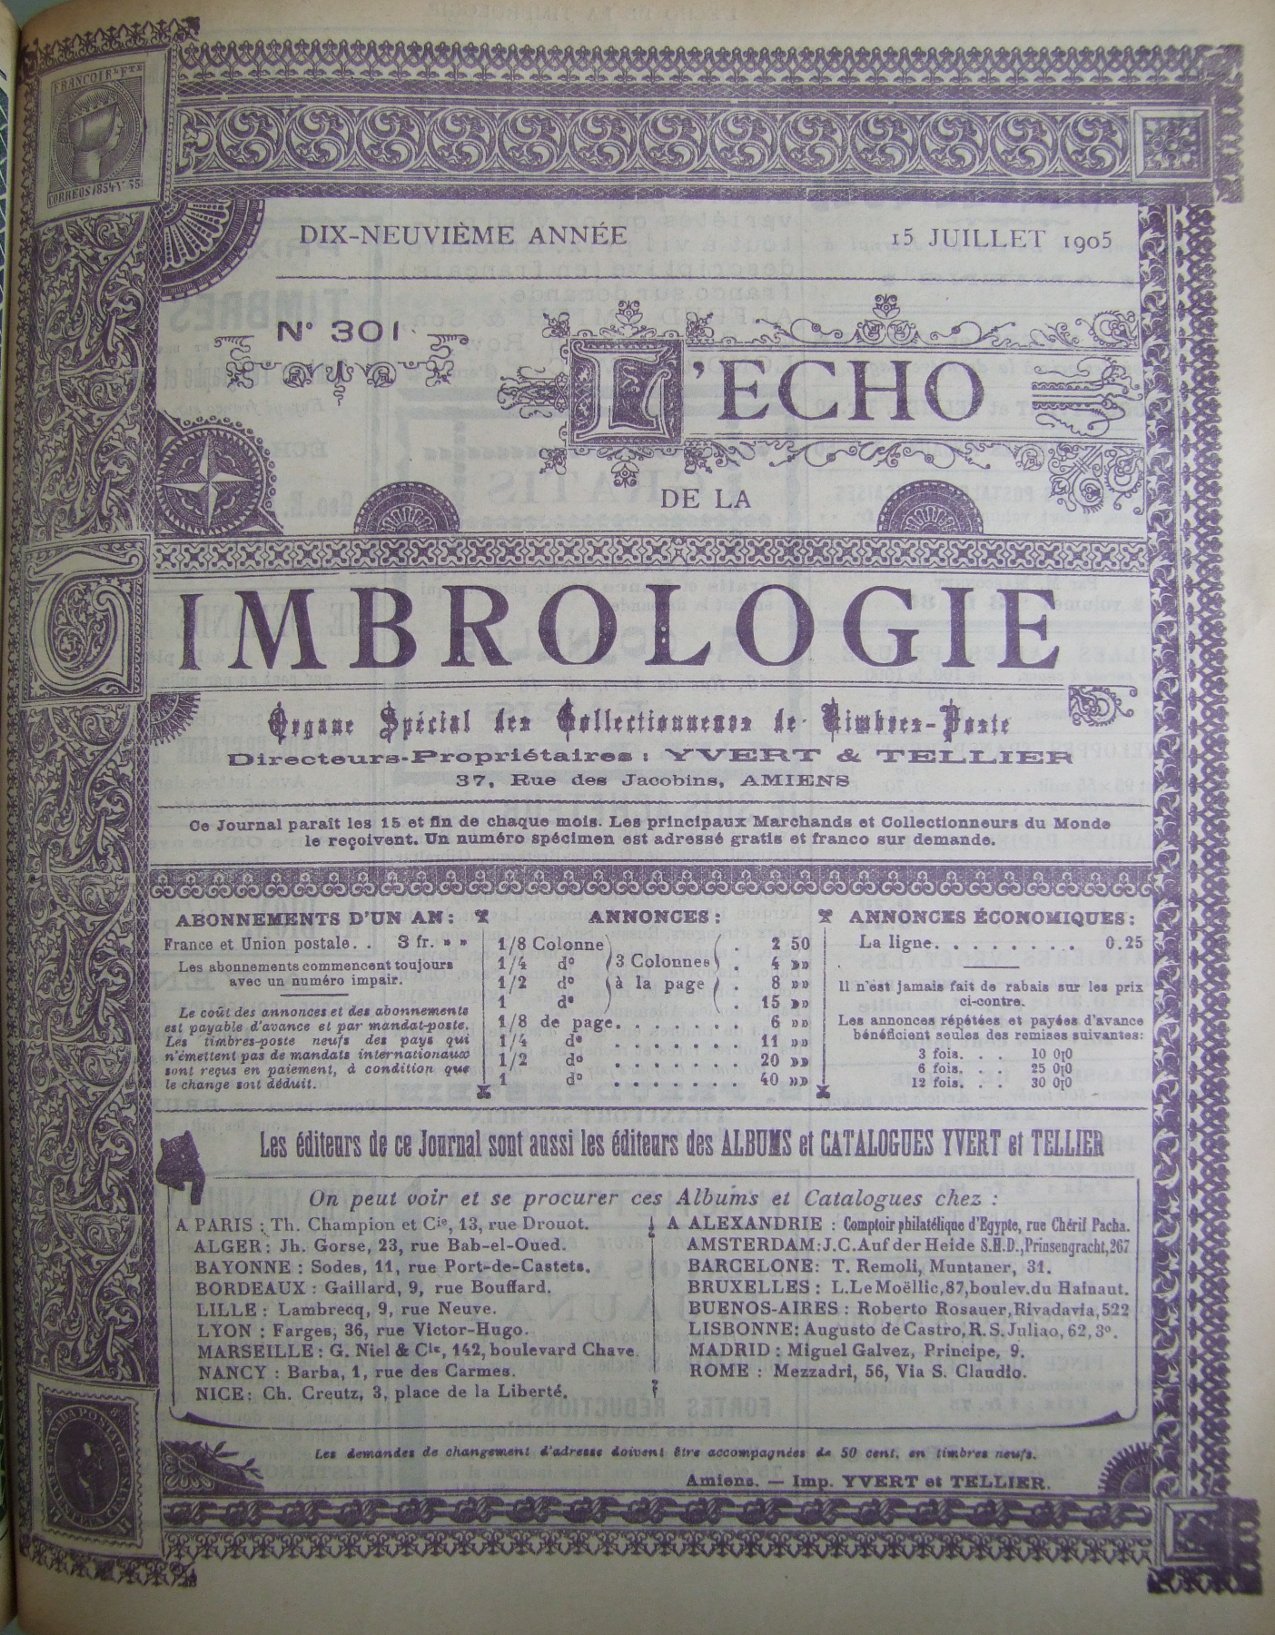 FRANCO 1R<sup>L</sup> F<sup>TE</sup>
CORREOS 1854 Y 55
DIX-NEUVIÈME ANNÉE
15 JUILLET 1905
N° 301
L'ECHO
DE LA
TIMBROLOGIE
Organe Spécial des Collectionneurs de Timbres-Poste
Directeurs-Propriétaires : YVERT & TELLIER
37, Rue des Jacobins, AMIENS
Ce Journal paraît les 15 et fin de chaque mois. Les principaux Marchands et Collectionneurs du Monde
le reçoivent. Un numéro spécimen est adressé gratis et franco sur demande.
ABONNEMENTS D'UN AN :
France et Union postale. . 3 fr. » »
Les abonnements commencent toujours
avec un numéro impair.
Le coût des annonces et des abonnements
est payable d'avance et par mandat-poste.
Les timbres-poste neufs des pays qui
n'émettent pas de mandats internationaux
sont reçus en paiement, à condition que
le change soit déduit.
ANNONCES :
1/8 Colonne . 2 50
1/4 d° 3 Colonnes . 4 »»
1/2 d° à la page . 8 »»
1 d° . 15 »»
1/8 de page. . . . . . . 6 »»
1/4 d° . . . . . . . 11 »»
1/2 d° . . . . . . . 20 »»
1 d° . . . . . . . 40 »»
ANNONCES ÉCONOMIQUES :
La ligne. . . . . . . . 0.25
Il n'est jamais fait de rabais sur les prix
ci-contre.
Les annonces répétées et payées d'avance
bénéficient seules des remises suivantes:
3 fois. . . 10 0/0
6 fois. . . 25 0/0
12 fois. . . 30 0/0
Les éditeurs de ce Journal sont aussi les éditeurs des ALBUMS et CATALOGUES YVERT et TELLIER
On peut voir et se procurer ces Albums et Catalogues chez :
A PARIS : Th. Champion et Cie, 13, rue Drouot.
ALGER : Jh. Gorse, 23, rue Bab-el-Oued.
BAYONNE : Sodes, 11, rue Port-de-Castets.
BORDEAUX : Gaillard, 9, rue Bouffard.
LILLE : Lambrecq, 9, rue Neuve.
LYON : Farges, 36, rue Victor-Hugo.
MARSEILLE : G. Niel & Cie, 142, boulevard Chave.
NANCY : Barba, 1, rue des Carmes.
NICE : Ch. Creutz, 3, place de la Liberté.
A ALEXANDRIE : Comptoir philatélique d'Egypte, rue Chérif Pacha.
AMSTERDAM: J.C. Auf der Heide S.H.D., Prinsengracht, 267
BARCELONE: T. Remoli, Muntaner, 31.
BRUXELLES : L. Le Moëllic, 87, boulev. du Hainaut.
BUENOS-AIRES : Roberto Rosauer, Rivadavia, 522
LISBONNE: Augusto de Castro, R. S. Juliao, 62, 3°.
MADRID : Miguel Galvez, Principe, 9.
ROME : Mezzadri, 56, Via S. Claudio.
CANADA POSTAGE
Les demandes de changement d'adresse doivent être accompagnées de 50 cent. en timbres neufs.
Amiens. — Imp. YVERT et TELLIER.